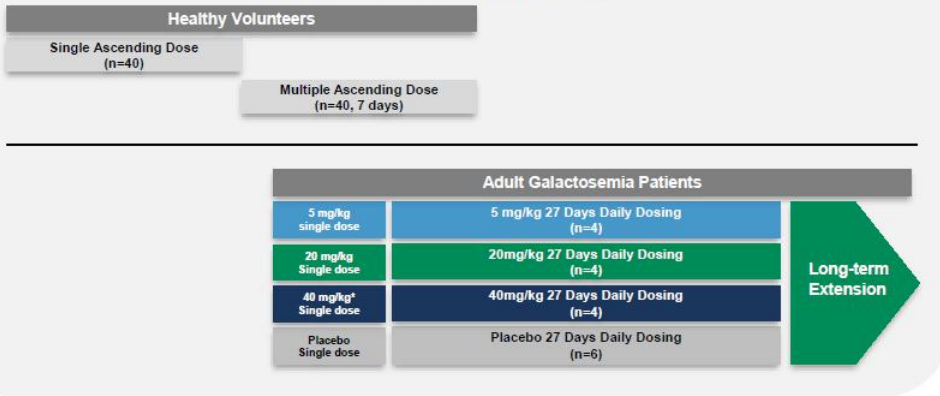 Healthy Volunteers
Single Ascending Dose
(n=40)
Multiple Ascending Dose
(n=40, 7 days)
Adult Galactosemia Patients
5 mg/kg
single dose
5 mg/kg 27 Days Daily Dosing
(n=4)
20 mg/kg
Single dose
20mg/kg 27 Days Daily Dosing
(n=4)
40 mg/kg*
Single dose
40mg/kg 27 Days Daily Dosing
(n=4)
Placebo
Single dose
Placebo 27 Days Daily Dosing
(n=6)
Long-term
Extension